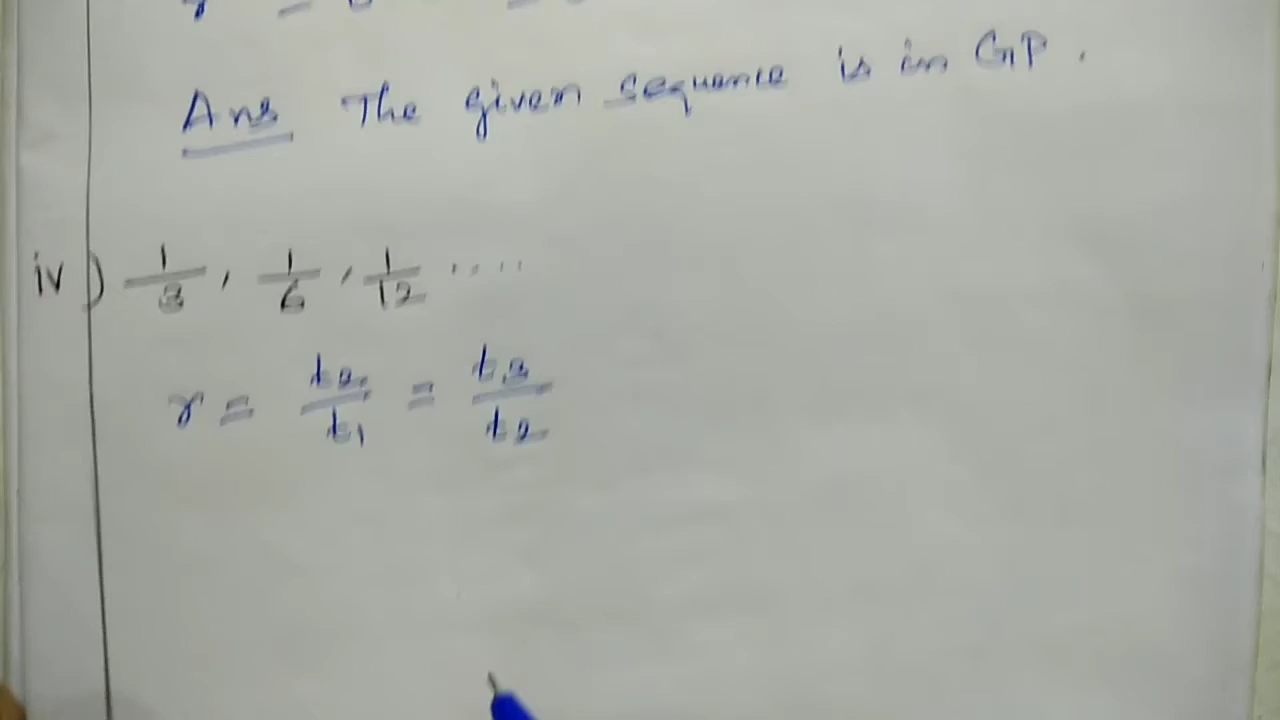 Ans The given sequence is in GP.
iv) 1/3, 1/6, 1/12 ....
r = t2/t1 = t3/t2